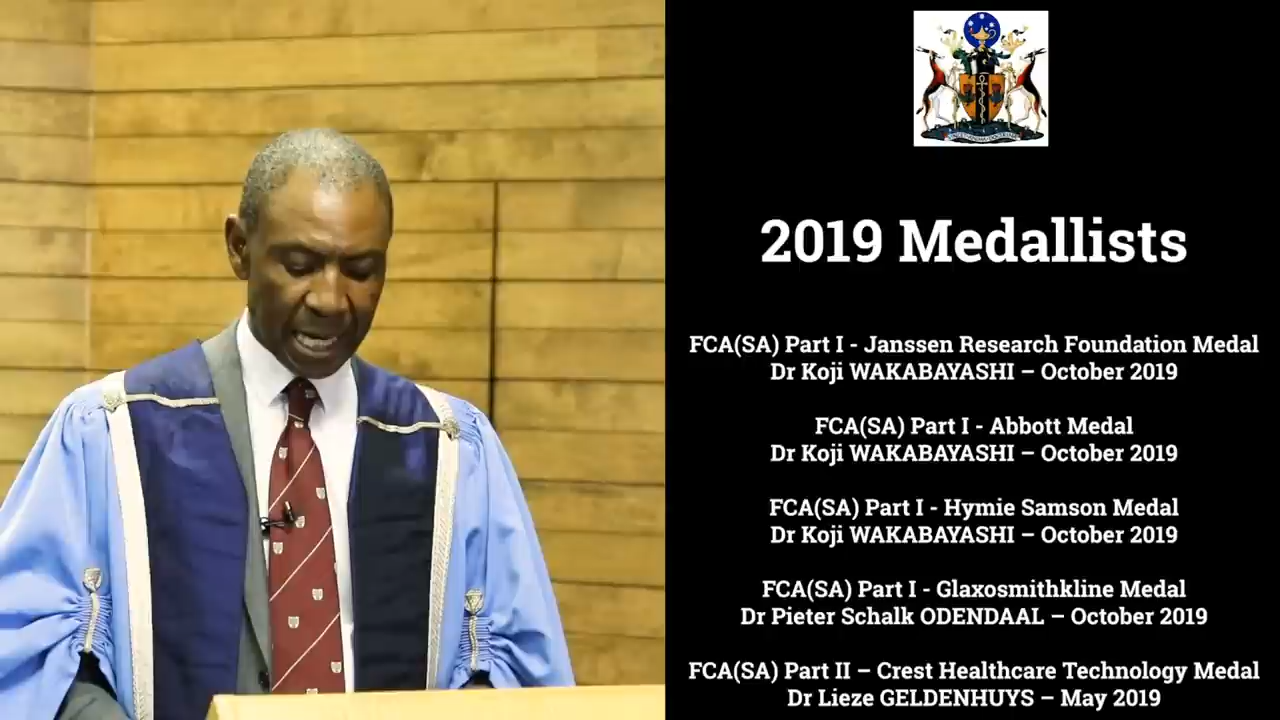 2019 Medallists
FCA(SA) Part I - Janssen Research Foundation Medal
Dr Koji WAKABAYASHI – October 2019
FCA(SA) Part I - Abbott Medal
Dr Koji WAKABAYASHI – October 2019
FCA(SA) Part I - Hymie Samson Medal
Dr Koji WAKABAYASHI – October 2019
FCA(SA) Part I - Glaxosmithkline Medal
Dr Pieter Schalk ODENDAAL – October 2019
FCA(SA) Part II – Crest Healthcare Technology Medal
Dr Lieze GELDENHUYS – May 2019